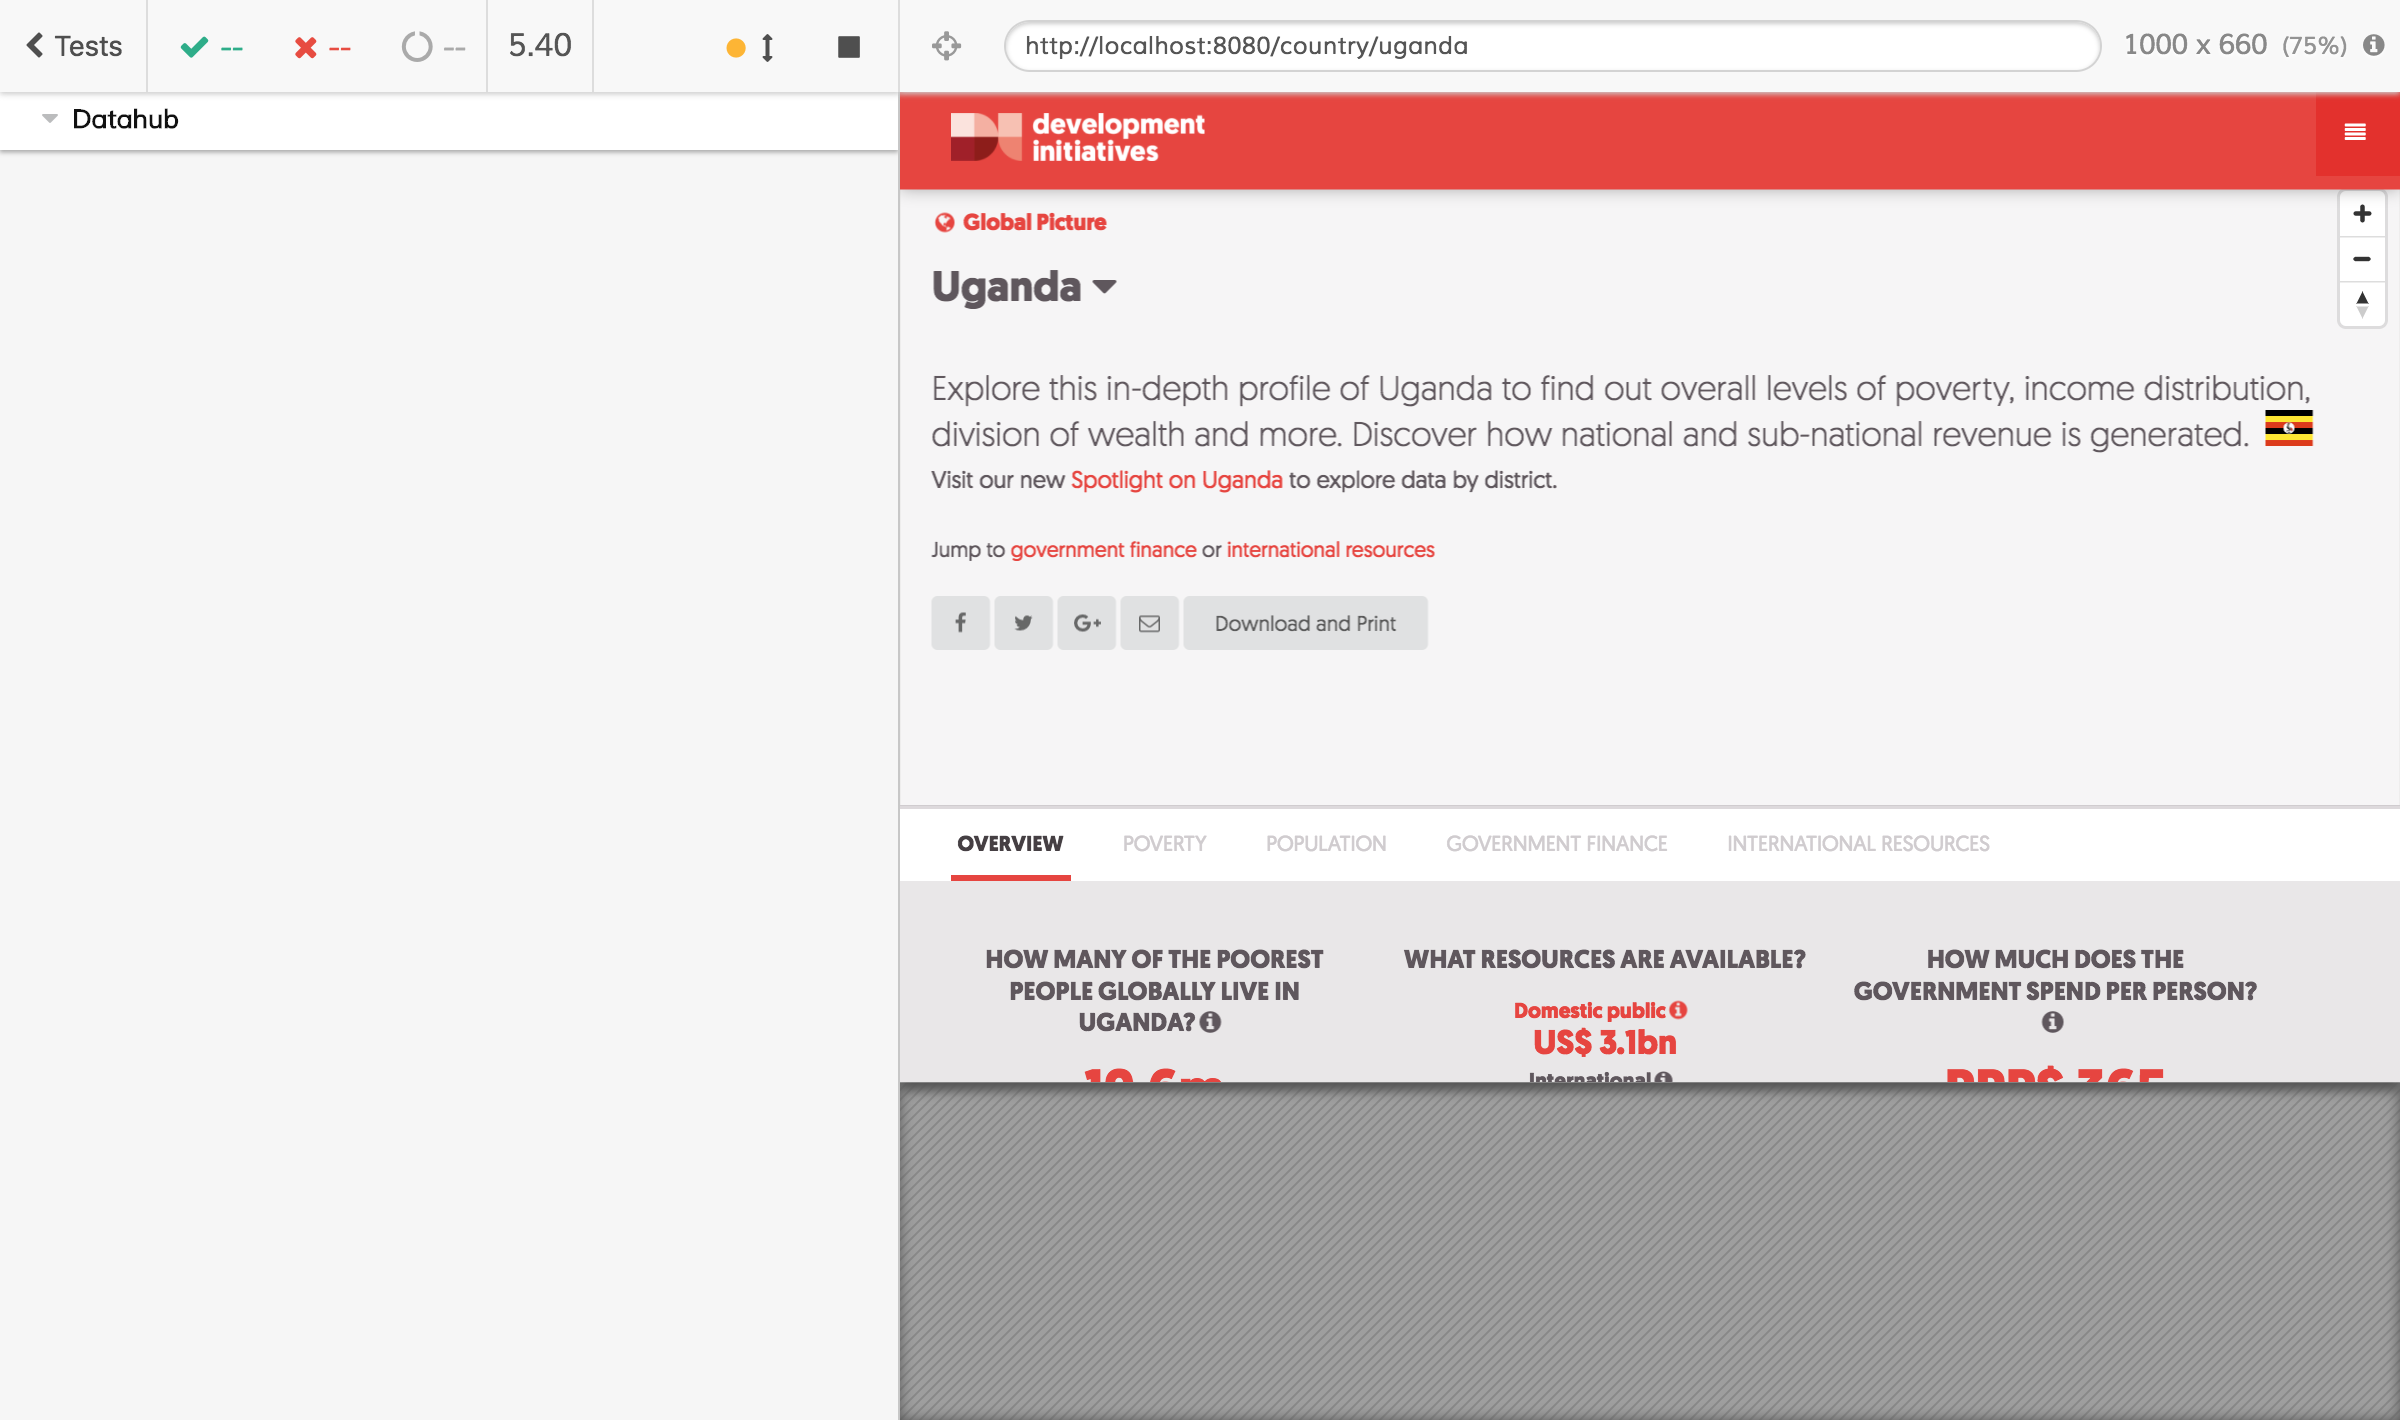 Tests
--
--
--
5.40
http://localhost:8080/country/uganda
1000 x 660 (75%)
Datahub
development
initiatives
Global Picture
Uganda
Explore this in-depth profile of Uganda to find out overall levels of poverty, income distribution,
division of wealth and more. Discover how national and sub-national revenue is generated.
Visit our new Spotlight on Uganda to explore data by district.
Jump to government finance or international resources
Download and Print
OVERVIEW POVERTY POPULATION GOVERNMENT FINANCE INTERNATIONAL RESOURCES
HOW MANY OF THE POOREST
PEOPLE GLOBALLY LIVE IN
UGANDA?
WHAT RESOURCES ARE AVAILABLE?
Domestic public
US$ 3.1bn
International
HOW MUCH DOES THE
GOVERNMENT SPEND PER PERSON?